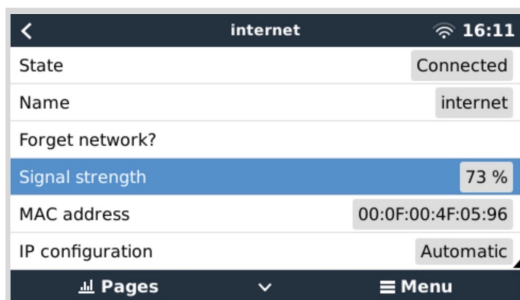 internet 16:11
State Connected
Name internet
Forget network?
Signal strength 73 %
MAC address 00:0F:00:4F:05:96
IP configuration Automatic
Pages Menu